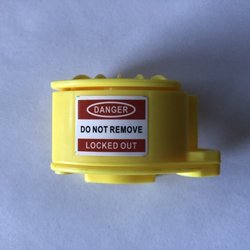 DANGER
DO NOT REMOVE
LOCKED OUT